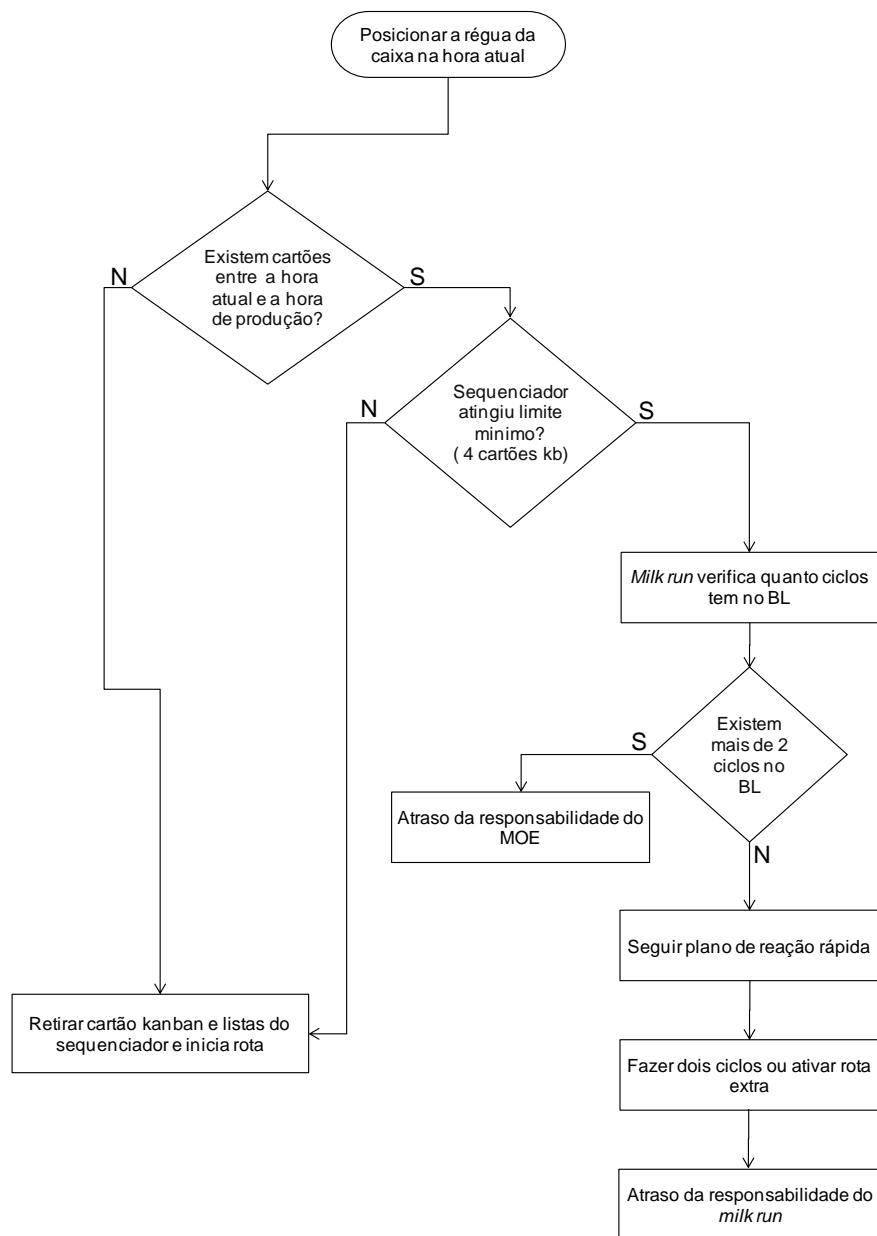 Posicionar a régua da
caixa na hora atual
Existem cartões
entre a hora
atual e a hora
de produção?
N
S
Sequenciador
atingiu limite
minimo?
( 4 cartões kb)
N
S
Milk run verifica quanto ciclos
tem no BL
Existem
mais de 2
ciclos no
BL
S
N
Atraso da responsabilidade do
MOE
Seguir plano de reação rápida
Retirar cartão kanban e listas do
sequenciador e inicia rota
Fazer dois ciclos ou ativar rota
extra
Atraso da responsabilidade do
milk run